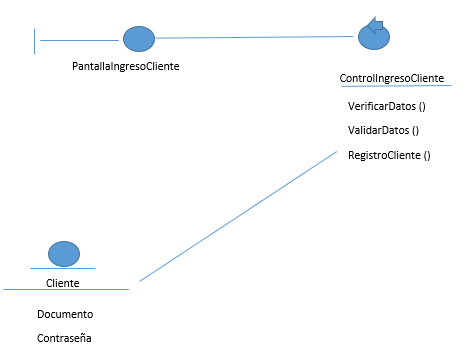 PantallaIngresoCliente
ControlIngresoCliente
VerificarDatos ()
ValidarDatos ()
RegistroCliente ()
Cliente
Documento
Contraseña